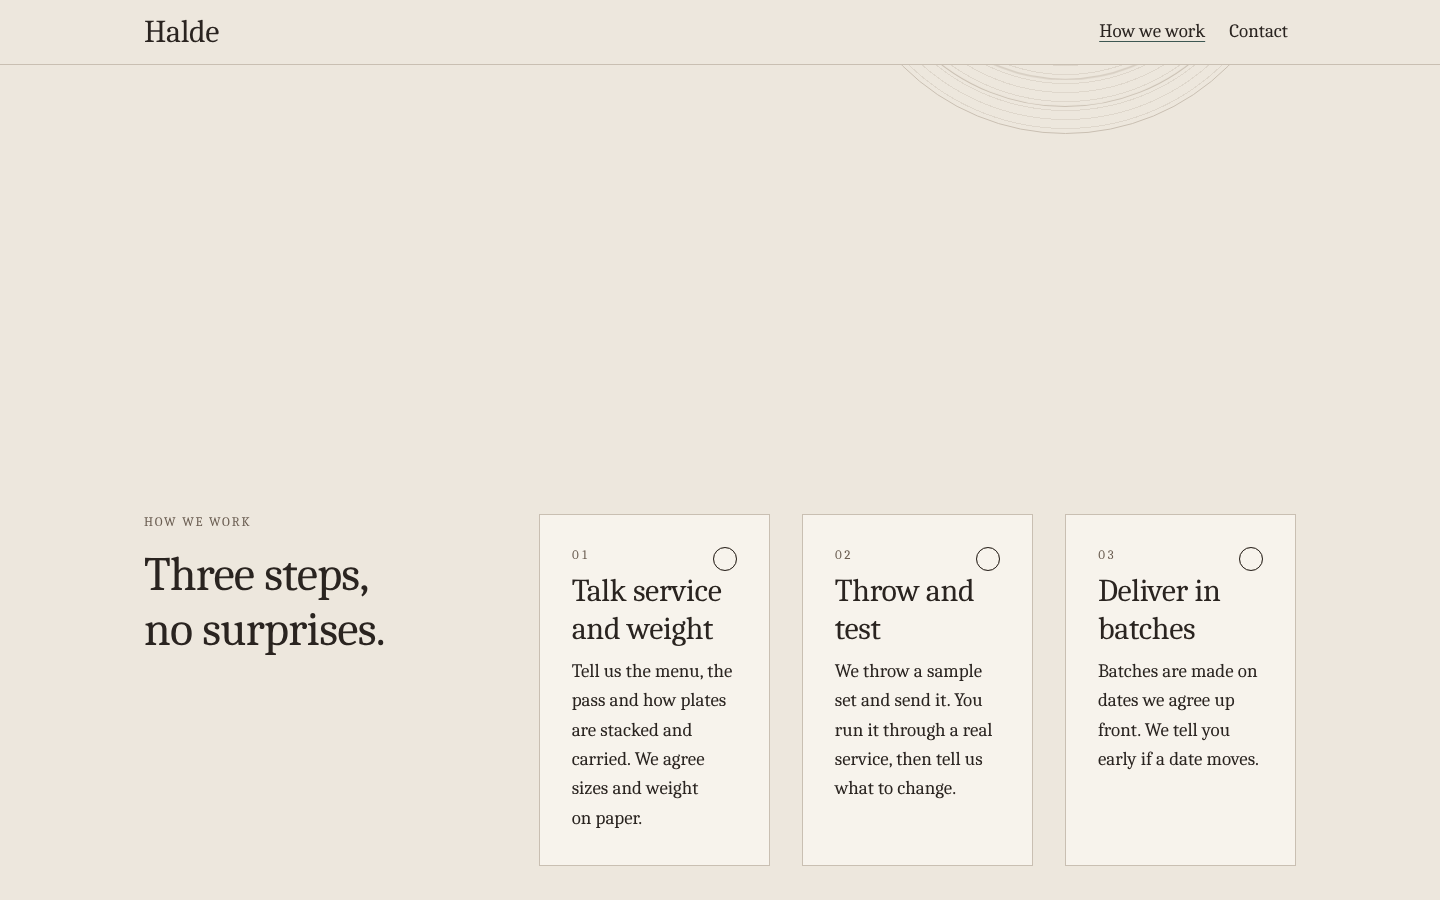 Halde
How we work
Contact
HOW WE WORK
Three steps,
no surprises.
01
Talk service
and weight
Tell us the menu, the
pass and how plates
are stacked and
carried. We agree
sizes and weight
on paper.
02
Throw and
test
We throw a sample
set and send it. You
run it through a real
service, then tell us
what to change.
03
Deliver in
batches
Batches are made on
dates we agree up
front. We tell you
early if a date moves.